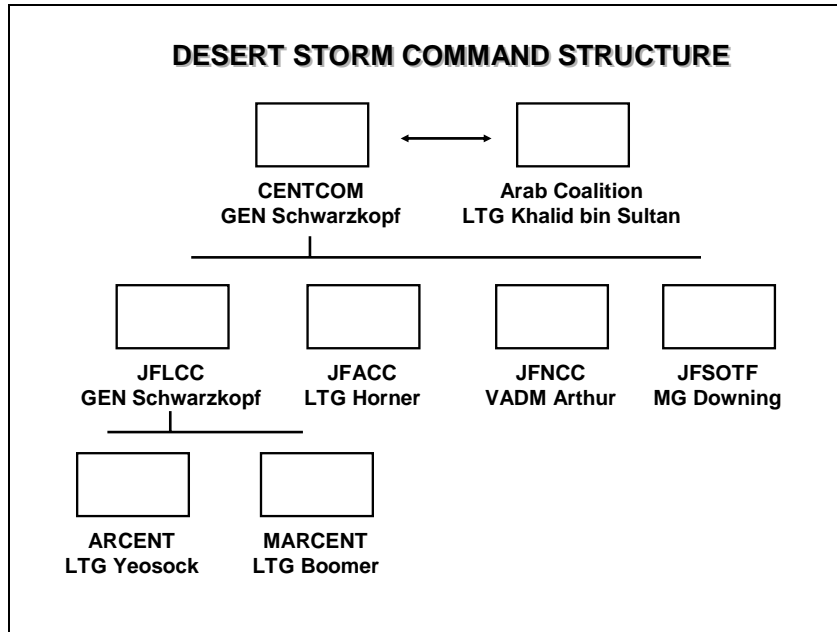 DESERT STORM COMMAND STRUCTURE
CENTCOM
GEN Schwarzkopf
Arab Coalition
LTG Khalid bin Sultan
JFLCC
GEN Schwarzkopf
JFACC
LTG Horner
JFNCC
VADM Arthur
JFSOTF
MG Downing
ARCENT
LTG Yeosock
MARCENT
LTG Boomer